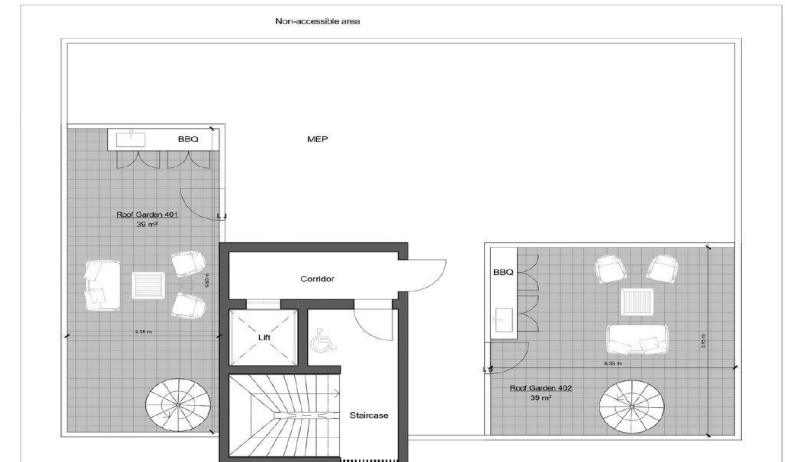 Non-accessible area
BBQ
MEP
Roof Garden 401
39 m²
Corridor
BBQ
Lift
Roof Garden 402
39 m²
Staircase